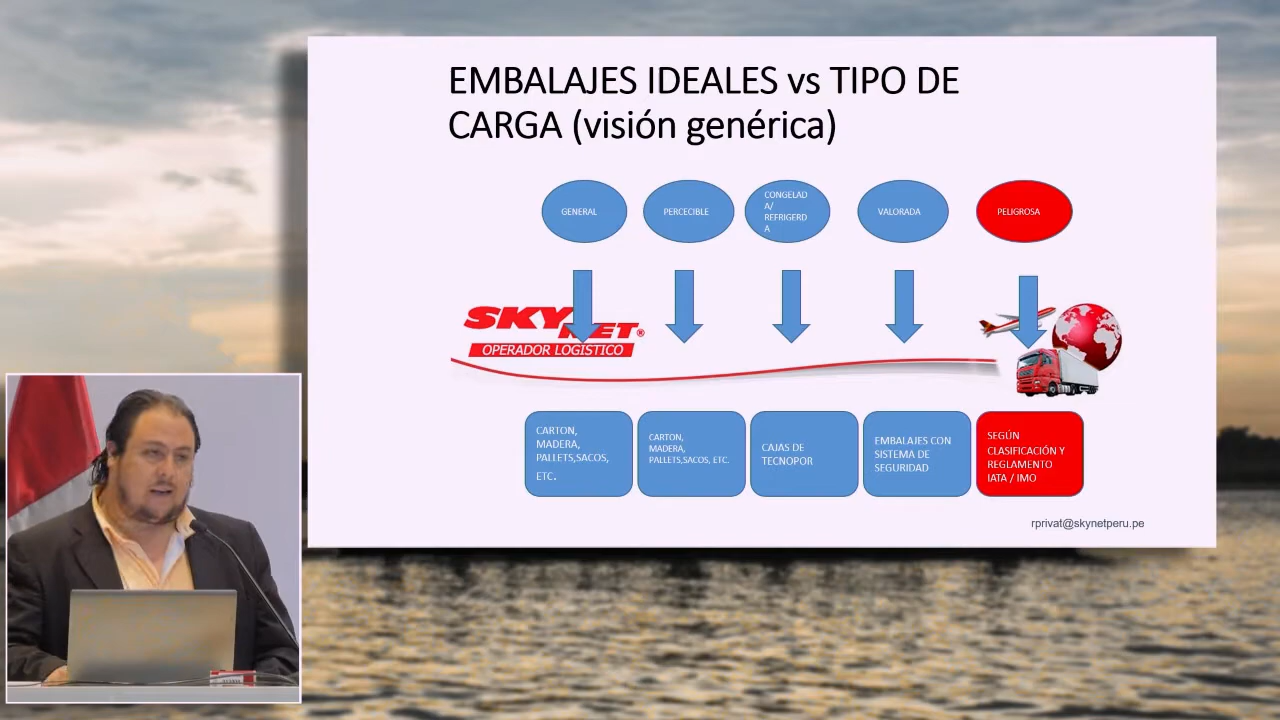 EMBALAJES IDEALES vs TIPO DE
CARGA (visión genérica)
GENERAL
PERCECIBLE
CONGELAD
A/
REFRIGERD
A
VALORADA
PELIGROSA
SKYNET®
OPERADOR LOGÍSTICO
CARTON,
MADERA,
PALLETS,SACOS,
ETC.
CARTON,
MADERA,
PALLETS,SACOS, ETC.
CAJAS DE
TECNOPOR
EMBALAJES CON
SISTEMA DE
SEGURIDAD
SEGÚN
CLASIFICACIÓN Y
REGLAMENTO
IATA / IMO
rprivat@skynetperu.pe